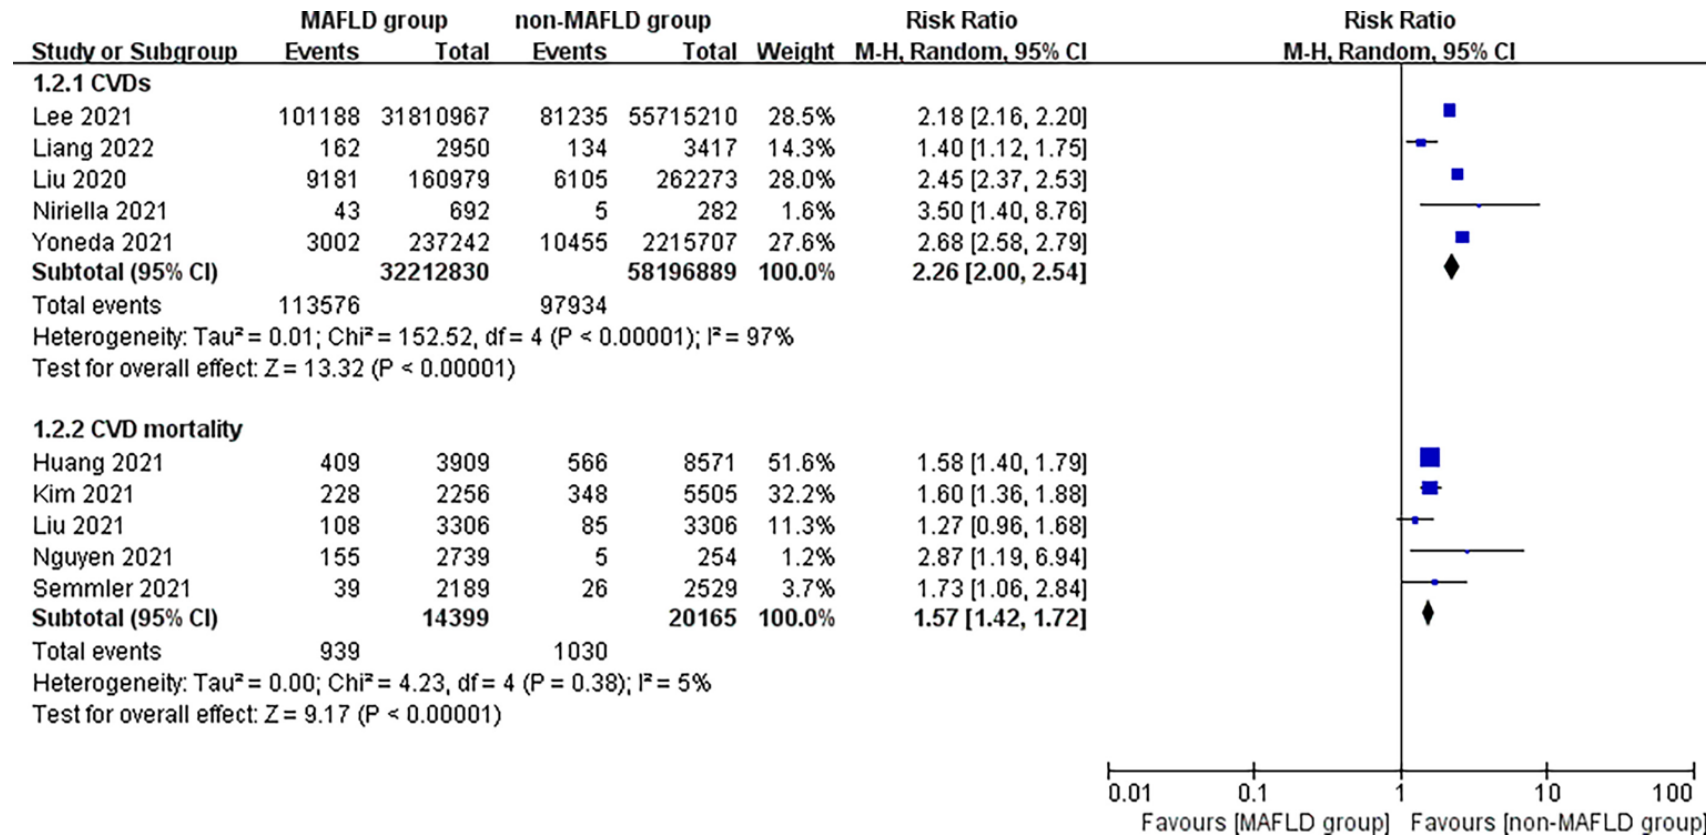 MAFLD group non-MAFLD group Risk Ratio Risk Ratio
Study or Subgroup Events Total Events Total Weight M-H, Random, 95% CI M-H, Random, 95% CI
1.2.1 CVDs
Lee 2021 101188 31810967 81235 55715210 28.5% 2.18 [2.16, 2.20]
Liang 2022 162 2950 134 3417 14.3% 1.40 [1.12, 1.75]
Liu 2020 9181 160979 6105 262273 28.0% 2.45 [2.37, 2.53]
Niriella 2021 43 692 5 282 1.6% 3.50 [1.40, 8.76]
Yoneda 2021 3002 237242 10455 2215707 27.6% 2.68 [2.58, 2.79]
Subtotal (95% CI) 32212830 58196889 100.0% 2.26 [2.00, 2.54]
Total events 113576 97934
Heterogeneity: Tau² = 0.01; Chi² = 152.52, df = 4 (P < 0.00001); I² = 97%
Test for overall effect: Z = 13.32 (P < 0.00001)
1.2.2 CVD mortality
Huang 2021 409 3909 566 8571 51.6% 1.58 [1.40, 1.79]
Kim 2021 228 2256 348 5505 32.2% 1.60 [1.36, 1.88]
Liu 2021 108 3306 85 3306 11.3% 1.27 [0.96, 1.68]
Nguyen 2021 155 2739 5 254 1.2% 2.87 [1.19, 6.94]
Semmler 2021 39 2189 26 2529 3.7% 1.73 [1.06, 2.84]
Subtotal (95% CI) 14399 20165 100.0% 1.57 [1.42, 1.72]
Total events 939 1030
Heterogeneity: Tau² = 0.00; Chi² = 4.23, df = 4 (P = 0.38); I² = 5%
Test for overall effect: Z = 9.17 (P < 0.00001)
0.01 0.1 1 10 100
Favours [MAFLD group] Favours [non-MAFLD group]